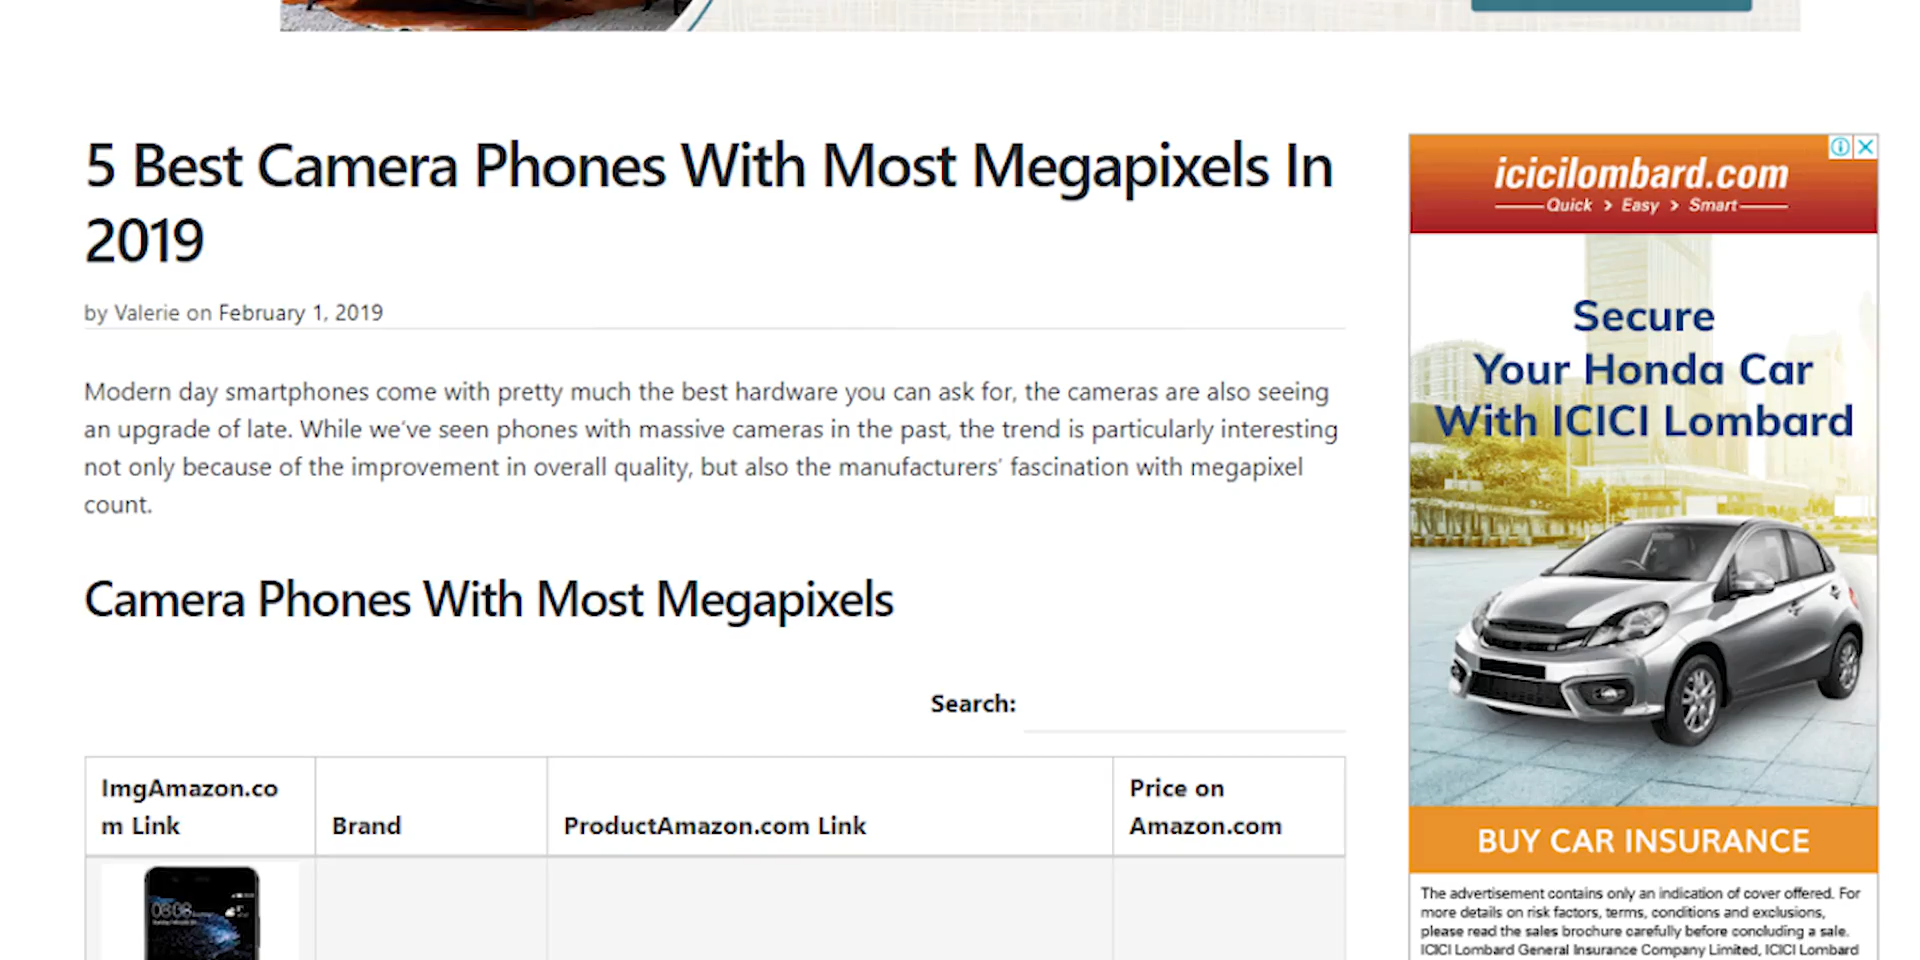 5 Best Camera Phones With Most Megapixels In
2019
by Valerie on February 1, 2019
Modern day smartphones come with pretty much the best hardware you can ask for, the cameras are also seeing
an upgrade of late. While we've seen phones with massive cameras in the past, the trend is particularly interesting
not only because of the improvement in overall quality, but also the manufacturers' fascination with megapixel
count.
Camera Phones With Most Megapixels
Search:
ImgAmazon.co
m Link
Brand
ProductAmazon.com Link
Price on
Amazon.com
08:08
icicilombard.com
Quick > Easy > Smart
Secure
Your Honda Car
With ICICI Lombard
BUY CAR INSURANCE
The advertisement contains only an indication of cover offered. For
more details on risk factors, terms, conditions and exclusions,
please read the sales brochure carefully before concluding a sale.
ICICI Lombard General Insurance Company Limited, ICICI Lombard